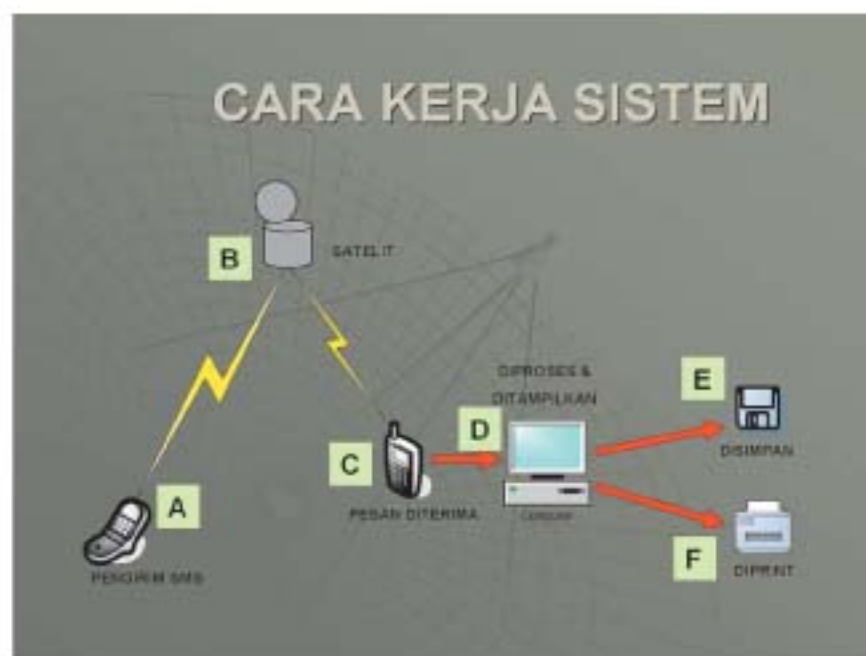 CARA KERJA SISTEM
B
SATELIT
DIPROSES &
DITAMPILKAN
E
D
C
DISIMPAN
A
PESAN DITERIMA
F
PENGIRIM SMS
DIPRINT